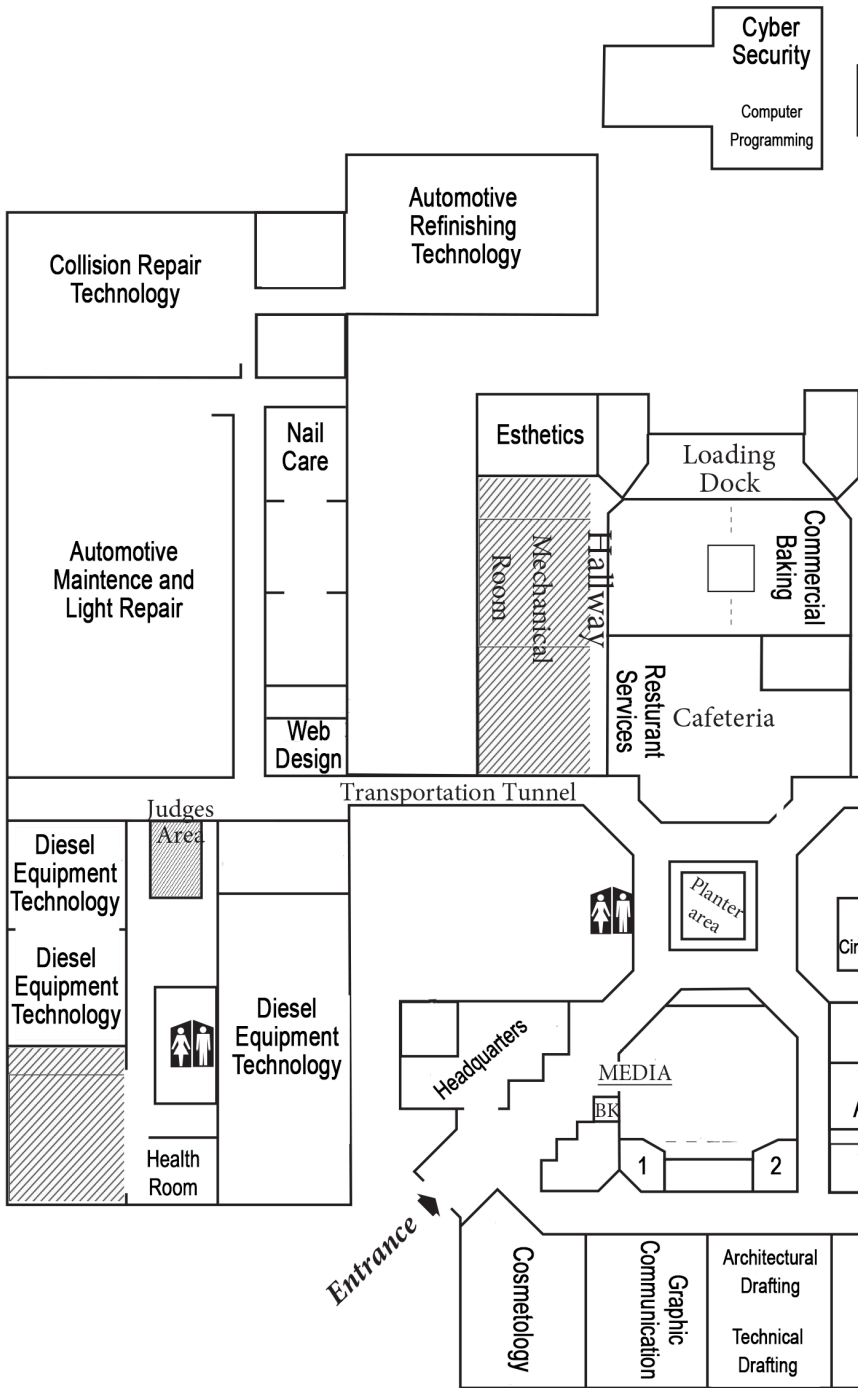 Cyber
Security
Computer
Programming
Automotive
Refinishing
Technology
Collision Repair
Technology
Nail
Care
Esthetics
Loading
Dock
Automotive
Maintence and
Light Repair
Mechanical
Room
Hallway
Commercial
Baking
Resturant
Services
Cafeteria
Web
Design
Transportation Tunnel
Judges
Area
Diesel
Equipment
Technology
Planter
area
Cir
Diesel
Equipment
Technology
Diesel
Equipment
Technology
Headquarters
MEDIA
BK
1
2
Health
Room
Entrance
Cosmetology
Graphic
Communication
Architectural
Drafting
Technical
Drafting